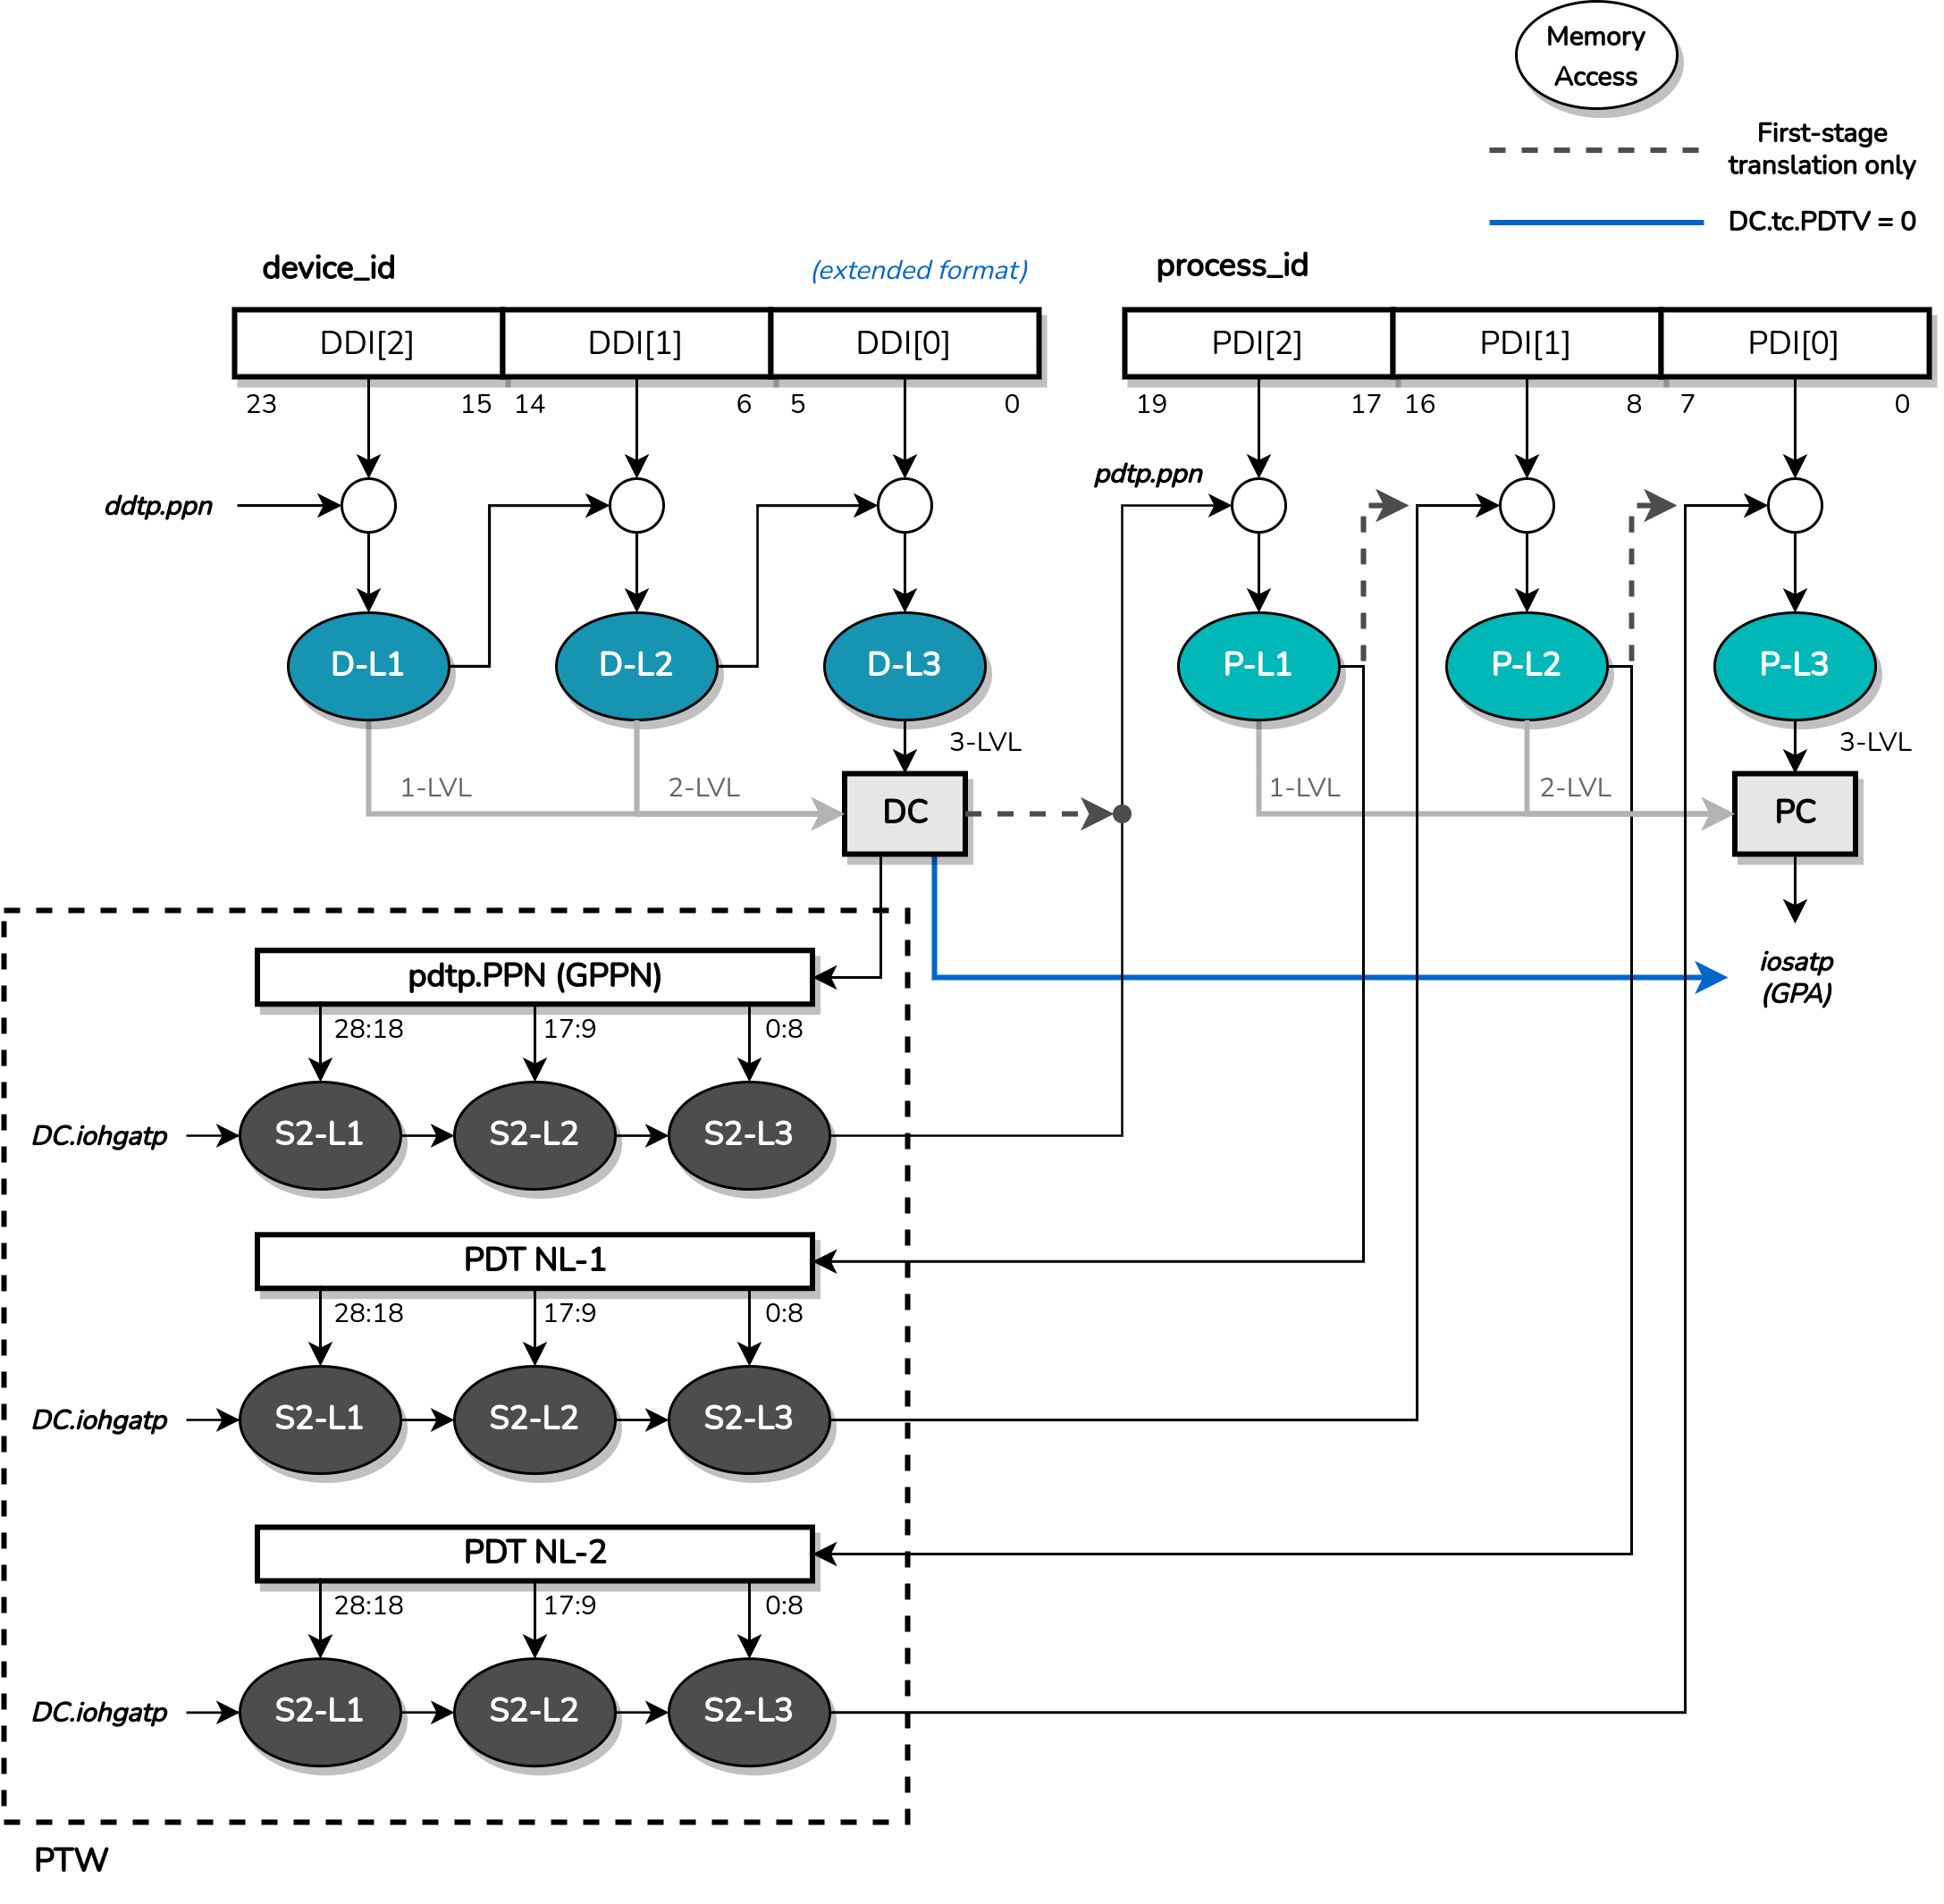 Memory
Access
First-stage
translation only
DC.tc.PDTV = 0
device_id
(extended format)
process_id
DDI[2] DDI[1] DDI[0]
PDI[2] PDI[1] PDI[0]
23 15 14 6 5 0
19 17 16 8 7 0
pdtp.ppn
ddtp.ppn
D-L1 D-L2 D-L3
P-L1 P-L2 P-L3
3-LVL
3-LVL
1-LVL 2-LVL
1-LVL 2-LVL
DC
PC
pdtp.PPN (GPPN)
iosatp
(GPA)
28:18 17:9 0:8
DC.iohgatp S2-L1 S2-L2 S2-L3
PDT NL-1
28:18 17:9 0:8
DC.iohgatp S2-L1 S2-L2 S2-L3
PDT NL-2
28:18 17:9 0:8
DC.iohgatp S2-L1 S2-L2 S2-L3
PTW